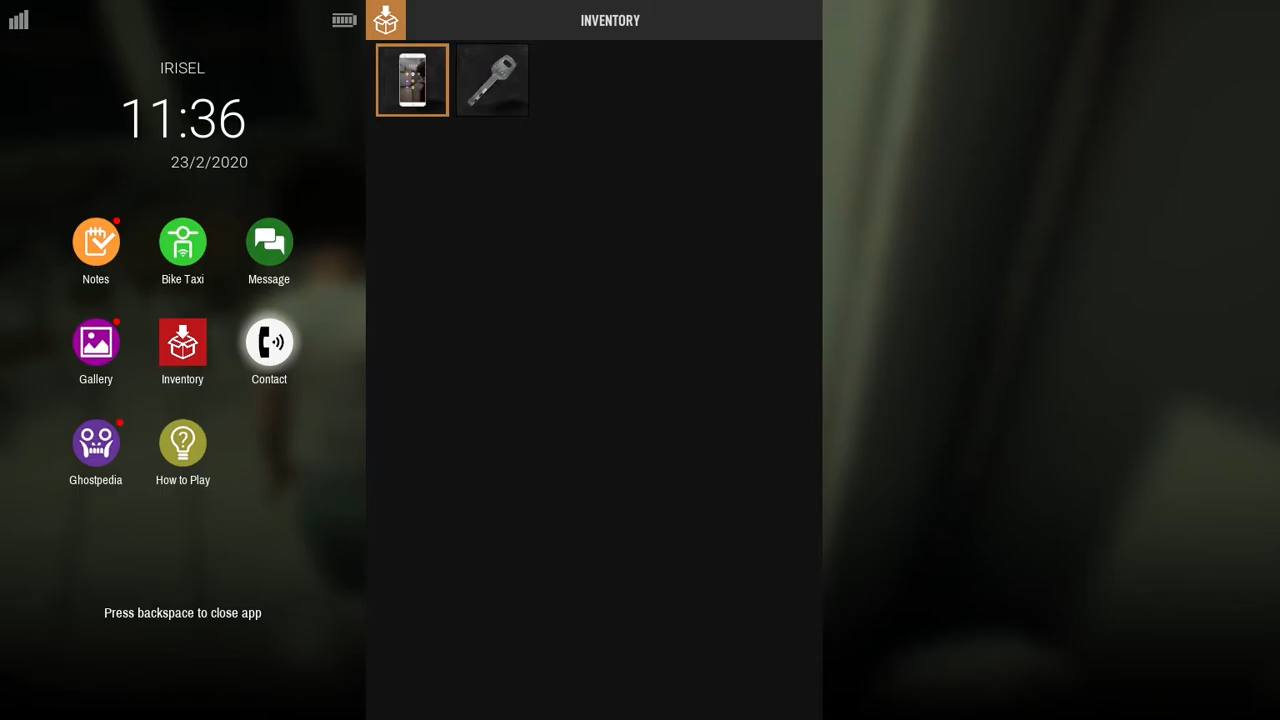 IRISEL
11:36
23/2/2020
Notes
Bike Taxi
Message
Gallery
Inventory
Contact
Ghostpedia
How to Play
Press backspace to close app
INVENTORY